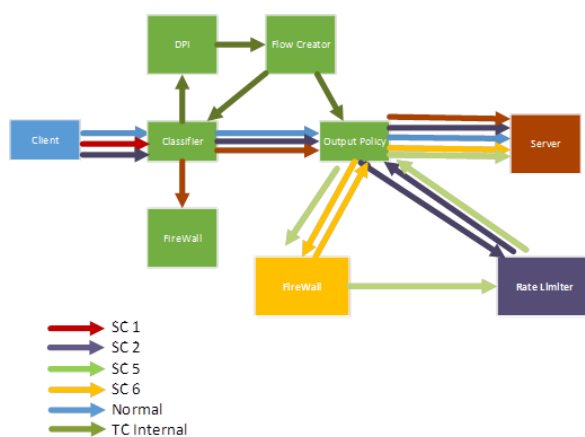 DPI
Flow Creator
Client
Classifier
Output Policy
Server
FireWall
FireWall
Rate Limiter
SC 1
SC 2
SC 5
SC 6
Normal
TC Internal